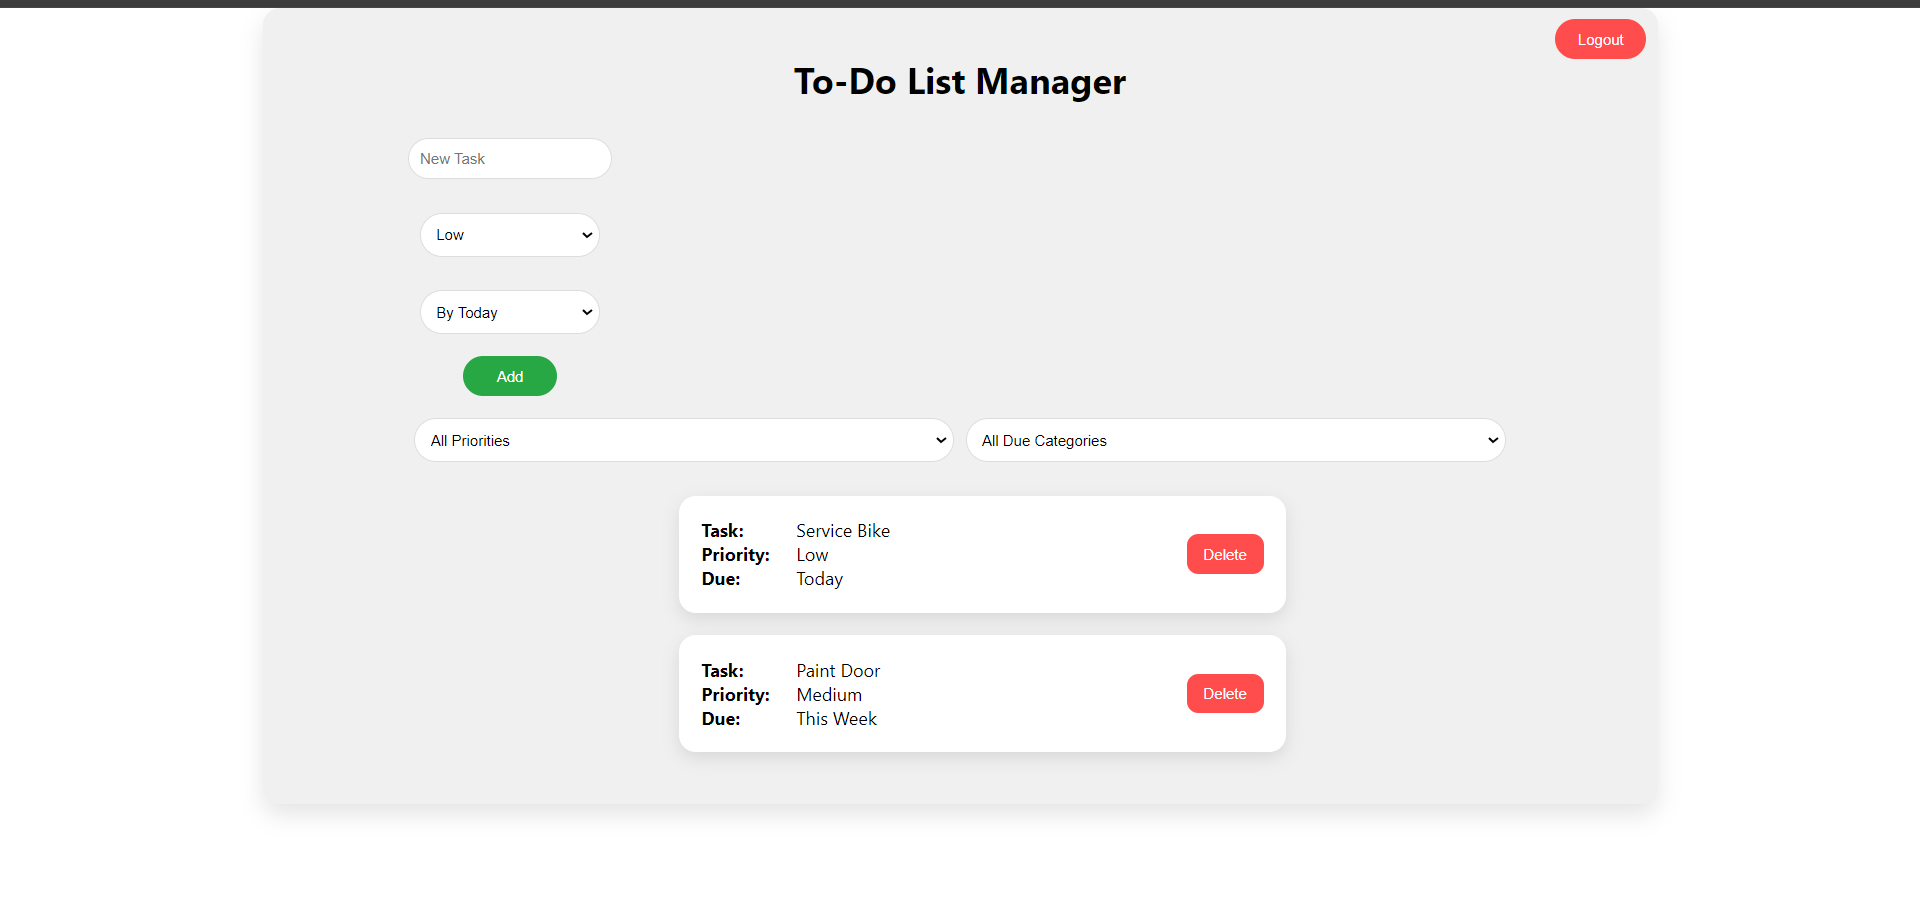 Logout
To-Do List Manager
New Task
Low
By Today
Add
All Priorities All Due Categories
Task: Service Bike
Priority: Low
Due: Today
Delete
Task: Paint Door
Priority: Medium
Due: This Week
Delete